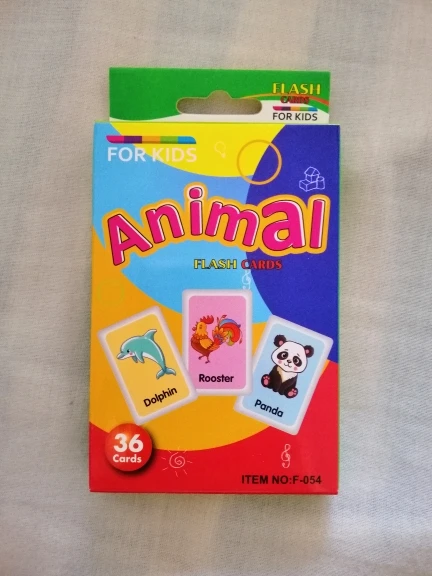 FLASH
CARDS
FOR KIDS
FOR KIDS
Animal
FLASH CARDS
Dolphin
Rooster
Panda
36
Cards
ITEM NO:F-054